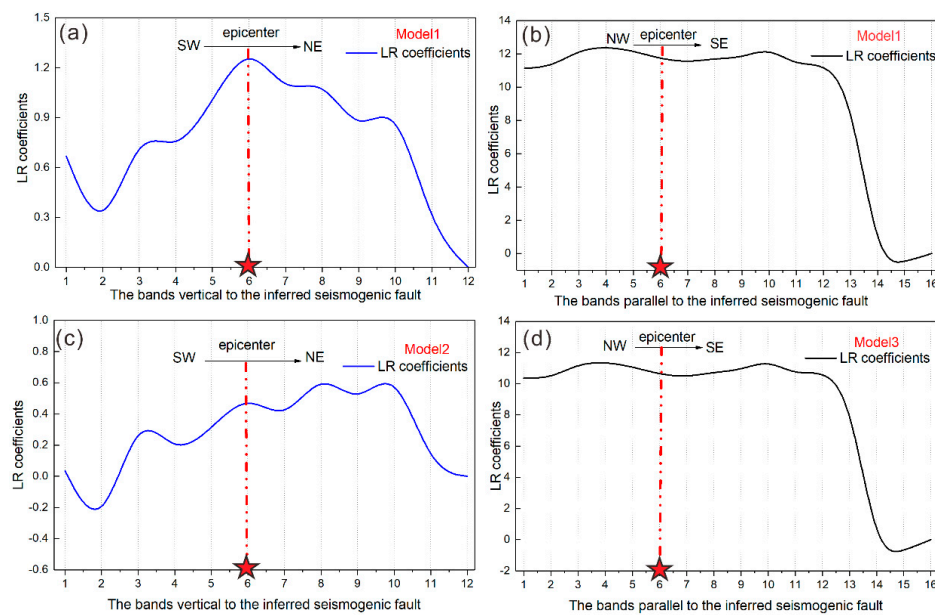 (a)
epicenter
SW
NE
Model1
LR coefficients
LR coefficients
1.5
1.2
0.9
0.6
0.3
0.0
1 2 3 4 5 6 7 8 9 10 11 12
The bands vertical to the inferred seismogenic fault
(b)
NW epicenter SE
Model1
LR coefficients
LR coefficients
14
12
10
8
6
4
2
0
1 2 3 4 5 6 7 8 9 10 11 12 13 14 15 16
The bands parallel to the inferred seismogenic fault
(c)
epicenter
SW
NE
Model2
LR coefficients
LR coefficients
1.0
0.8
0.6
0.4
0.2
0.0
-0.2
-0.4
-0.6
1 2 3 4 5 6 7 8 9 10 11 12
The bands vertical to the inferred seismogenic fault
(d)
epicenter
NW
SE
Model3
LR coefficients
LR coefficients
14
12
10
8
6
4
2
0
-2
1 2 3 4 5 6 7 8 9 10 11 12 13 14 15 16
The bands parallel to the inferred seismogenic fault